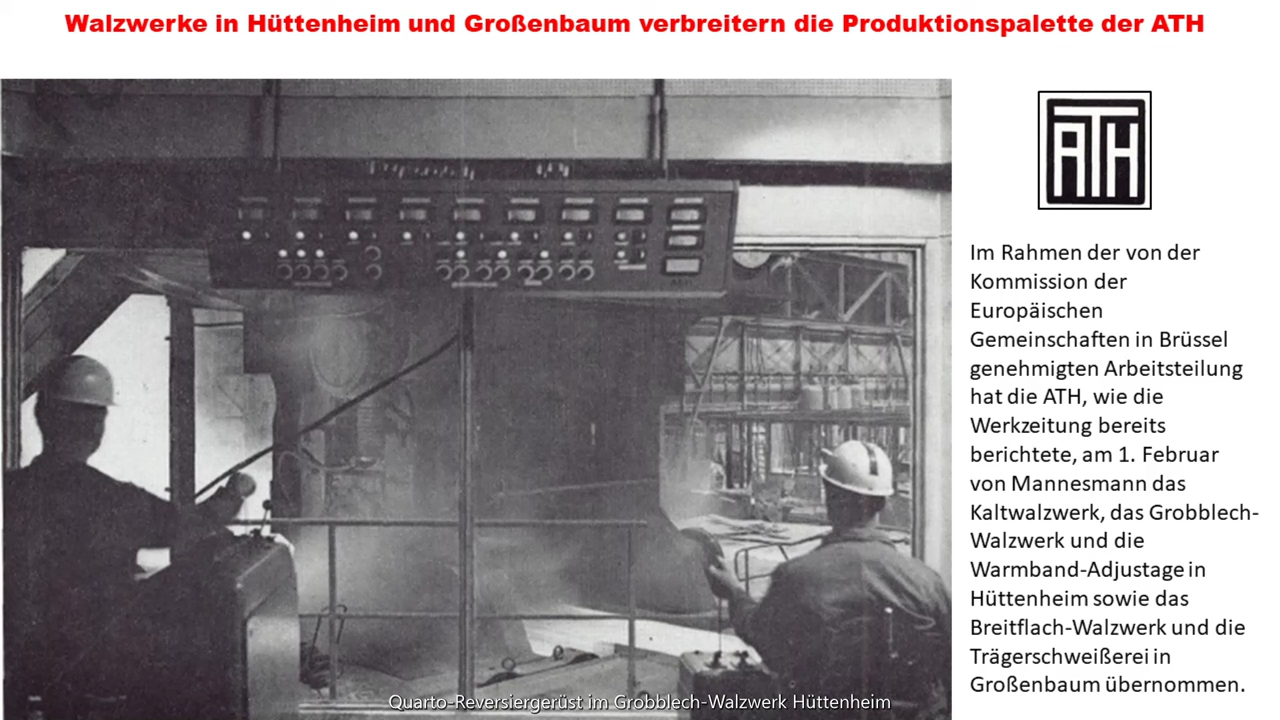 Walzwerke in Hüttenheim und Großenbaum verbreitern die Produktionspalette der ATH
ATH
Im Rahmen der von der
Kommission der
Europäischen
Gemeinschaften in Brüssel
genehmigten Arbeitsteilung
hat die ATH, wie die
Werkzeitung bereits
berichtete, am 1. Februar
von Mannesmann das
Kaltwalzwerk, das Grobblech-
Walzwerk und die
Warmband-Adjustage in
Hüttenheim sowie das
Breitflach-Walzwerk und die
Trägerschweißerei in
Großenbaum übernommen.
Quarto-Reversiergerüst im Grobblech-Walzwerk Hüttenheim